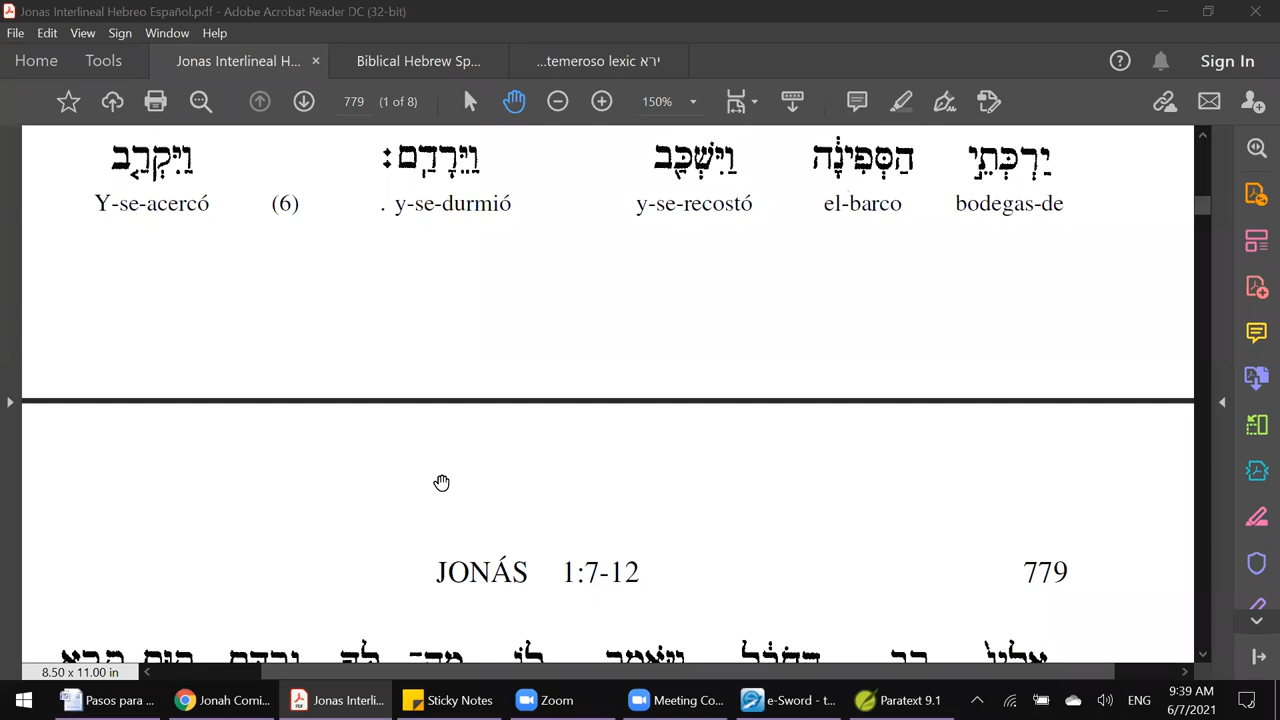 Jonas Interlineal Hebreo Español.pdf - Adobe Acrobat Reader DC (32-bit)
File Edit View Sign Window Help
Home Tools Jonas Interlineal H... × Biblical Hebrew Sp... ...temeroso lexic ירא Sign In
779 (1 of 8) 150%
יַרְכְּתֵ֣י הַסְּפִינָ֔ה וַיִּשְׁכַּ֖ב וַיֵּרָדַֽם׃ וַיִּקְרַ֤ב
Y-se-acercó (6) . y-se-durmió y-se-recostó el-barco bodegas-de
JONÁS 1:7-12 779
אֵלָיו֙ רַ֣ב הַחֹבֵ֔ל וַיֹּ֥אמֶר ל֖וֹ מַה־ לְּךָ֣ נִרְדָּ֑ם ק֚וּם קְרָ֣א
8.50 x 11.00 in
Pasos para ... Jonah Comi... Jonas Interli... Sticky Notes Zoom Meeting Co... e-Sword - t... Paratext 9.1 ENG 9:39 AM
6/7/2021